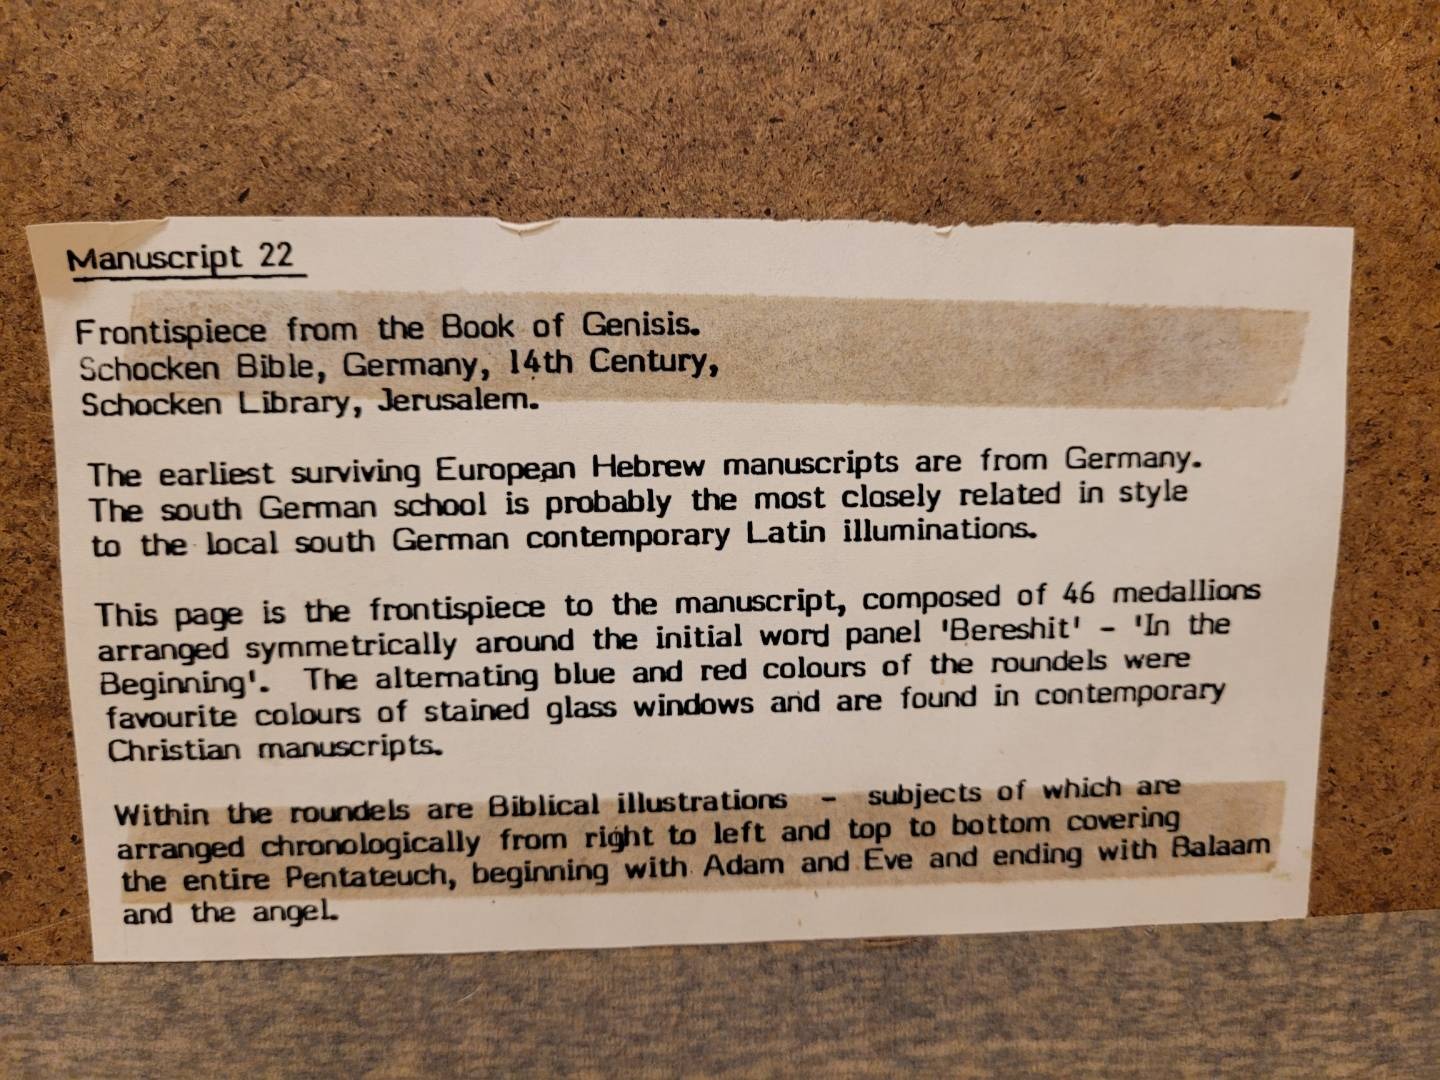 Manuscript 22
Frontispiece from the Book of Genisis.
Schocken Bible, Germany, 14th Century,
Schocken Library, Jerusalem.
The earliest surviving European Hebrew manuscripts are from Germany.
The south German school is probably the most closely related in style
to the local south German contemporary Latin illuminations.
This page is the frontispiece to the manuscript, composed of 46 medallions
arranged symmetrically around the initial word panel 'Bereshit' - 'In the
Beginning'. The alternating blue and red colours of the roundels were
favourite colours of stained glass windows and are found in contemporary
Christian manuscripts.
Within the roundels are Biblical illustrations - subjects of which are
arranged chronologically from right to left and top to bottom covering
the entire Pentateuch, beginning with Adam and Eve and ending with Balaam
and the angel.